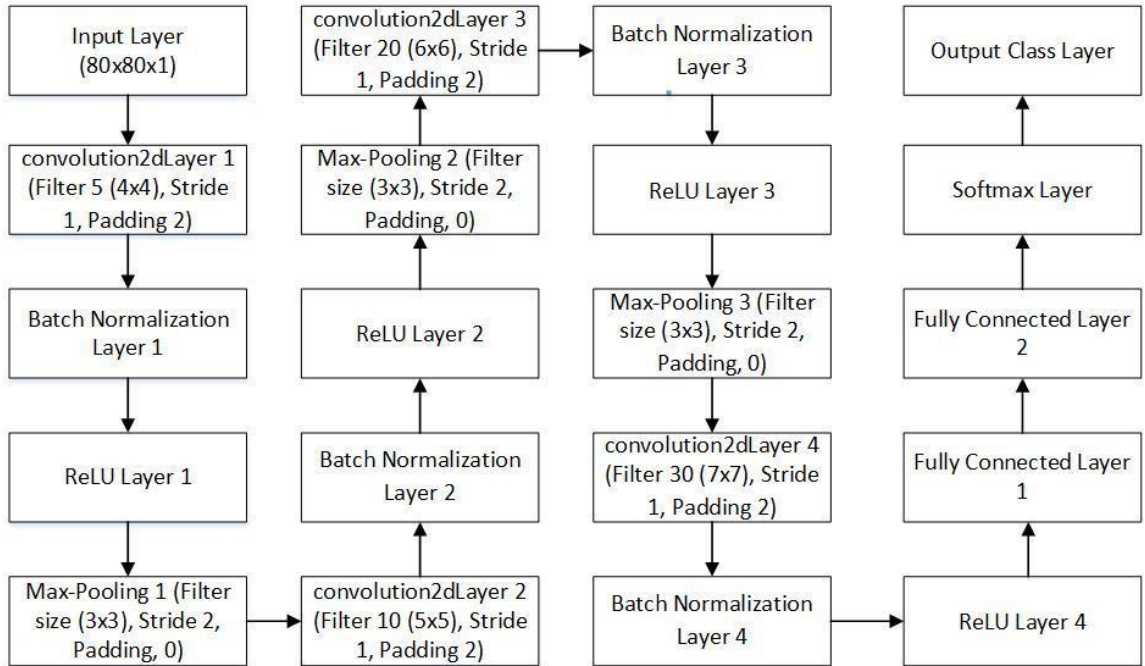 Input Layer
(80x80x1)
convolution2dLayer 1
(Filter 5 (4x4), Stride
1, Padding 2)
Batch Normalization
Layer 1
ReLU Layer 1
Max-Pooling 1 (Filter
size (3x3), Stride 2,
Padding, 0)
convolution2dLayer 2
(Filter 10 (5x5), Stride
1, Padding 2)
Batch Normalization
Layer 2
ReLU Layer 2
Max-Pooling 2 (Filter
size (3x3), Stride 2,
Padding, 0)
convolution2dLayer 3
(Filter 20 (6x6), Stride
1, Padding 2)
Batch Normalization
Layer 3
ReLU Layer 3
Max-Pooling 3 (Filter
size (3x3), Stride 2,
Padding, 0)
convolution2dLayer 4
(Filter 30 (7x7), Stride
1, Padding 2)
Batch Normalization
Layer 4
ReLU Layer 4
Fully Connected Layer
1
Fully Connected Layer
2
Softmax Layer
Output Class Layer